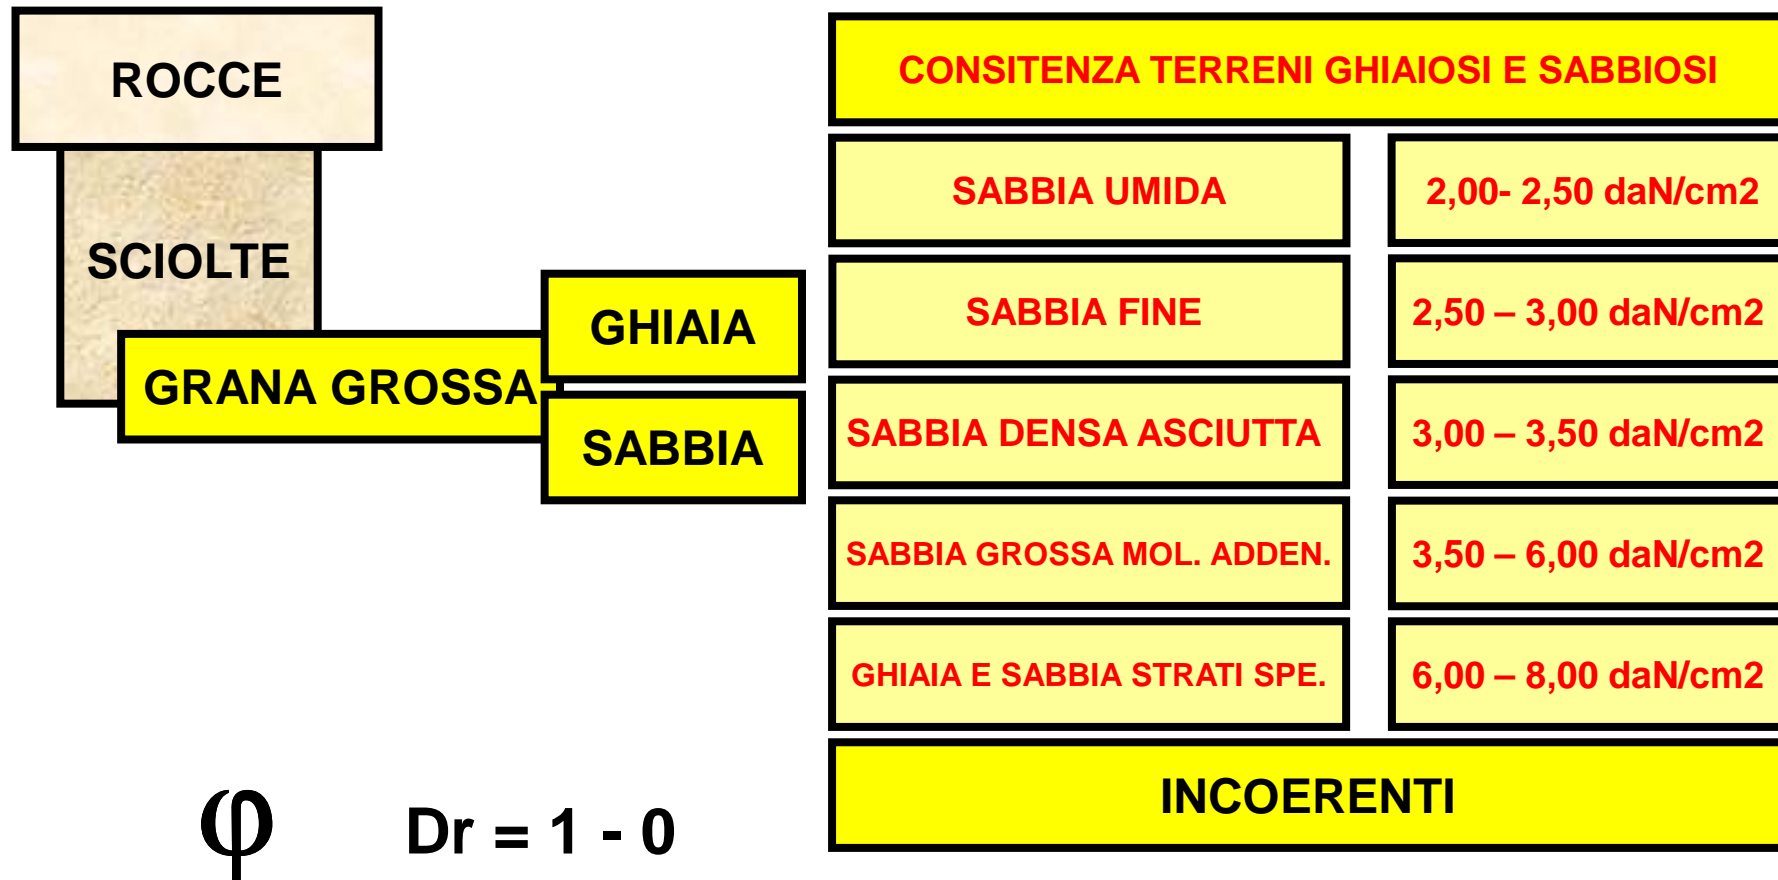 ROCCE
SCIOLTE
GRANA GROSSA
GHIAIA
SABBIA
CONSITENZA TERRENI GHIAIOSI E SABBIOSI
SABBIA UMIDA 2,00- 2,50 daN/cm2
SABBIA FINE 2,50 – 3,00 daN/cm2
SABBIA DENSA ASCIUTTA 3,00 – 3,50 daN/cm2
SABBIA GROSSA MOL. ADDEN. 3,50 – 6,00 daN/cm2
GHIAIA E SABBIA STRATI SPE. 6,00 – 8,00 daN/cm2
INCOERENTI
φ Dr = 1 - 0